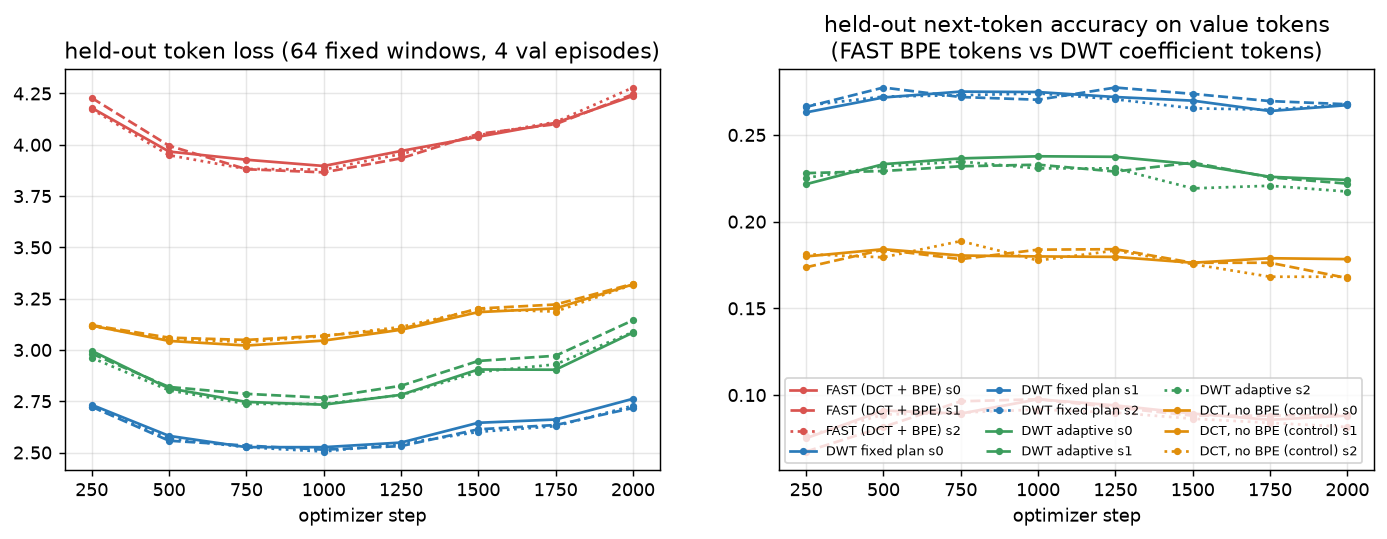 held-out token loss (64 fixed windows, 4 val episodes)
4.25
4.00
3.75
3.50
3.25
3.00
2.75
2.50
250 500 750 1000 1250 1500 1750 2000
optimizer step
held-out next-token accuracy on value tokens
(FAST BPE tokens vs DWT coefficient tokens)
0.25
0.20
0.15
0.10
FAST (DCT + BPE) s0
FAST (DCT + BPE) s1
FAST (DCT + BPE) s2
DWT fixed plan s0
DWT fixed plan s1
DWT fixed plan s2
DWT adaptive s0
DWT adaptive s1
DWT adaptive s2
DCT, no BPE (control) s0
DCT, no BPE (control) s1
DCT, no BPE (control) s2
250 500 750 1000 1250 1500 1750 2000
optimizer step